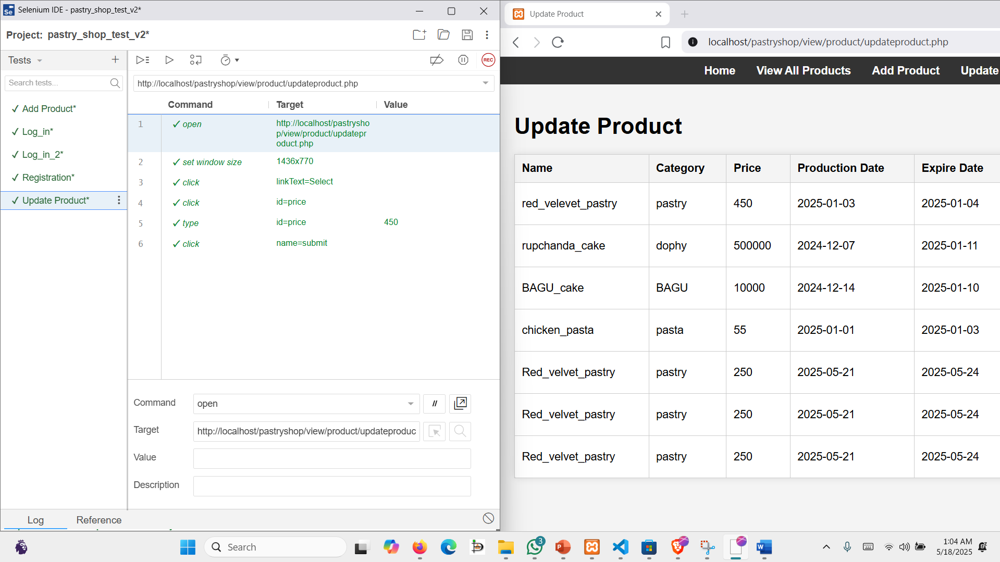 Selenium IDE - pastry_shop_test_v2*
Project: pastry_shop_test_v2*
Tests
Search tests...
Add Product*
Log_in*
Log_in_2*
Registration*
Update Product*
REC
http://localhost/pastryshop/view/product/updateproduct.php
Command Target Value
1 open http://localhost/pastrysho
p/view/product/updatepr
oduct.php
2 set window size 1436x770
3 click linkText=Select
4 click id=price
5 type id=price 450
6 click name=submit
Command open //
Target http://localhost/pastryshop/view/product/updateproduc
Value
Description
Log Reference
Update Product
localhost/pastryshop/view/product/updateproduct.php
Home View All Products Add Product Update
Update Product
Name Category Price Production Date Expire Date
red_velevet_pastry pastry 450 2025-01-03 2025-01-04
rupchanda_cake dophy 500000 2024-12-07 2025-01-11
BAGU_cake BAGU 10000 2024-12-14 2025-01-10
chicken_pasta pasta 55 2025-01-01 2025-01-03
Red_velvet_pastry pastry 250 2025-05-21 2025-05-24
Red_velvet_pastry pastry 250 2025-05-21 2025-05-24
Red_velvet_pastry pastry 250 2025-05-21 2025-05-24
Search
3
1:04 AM
5/18/2025